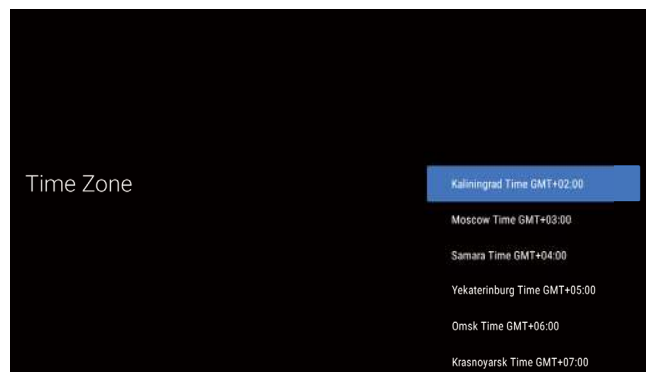 Time Zone
Kaliningrad Time GMT+02:00
Moscow Time GMT+03:00
Samara Time GMT+04:00
Yekaterinburg Time GMT+05:00
Omsk Time GMT+06:00
Krasnoyarsk Time GMT+07:00